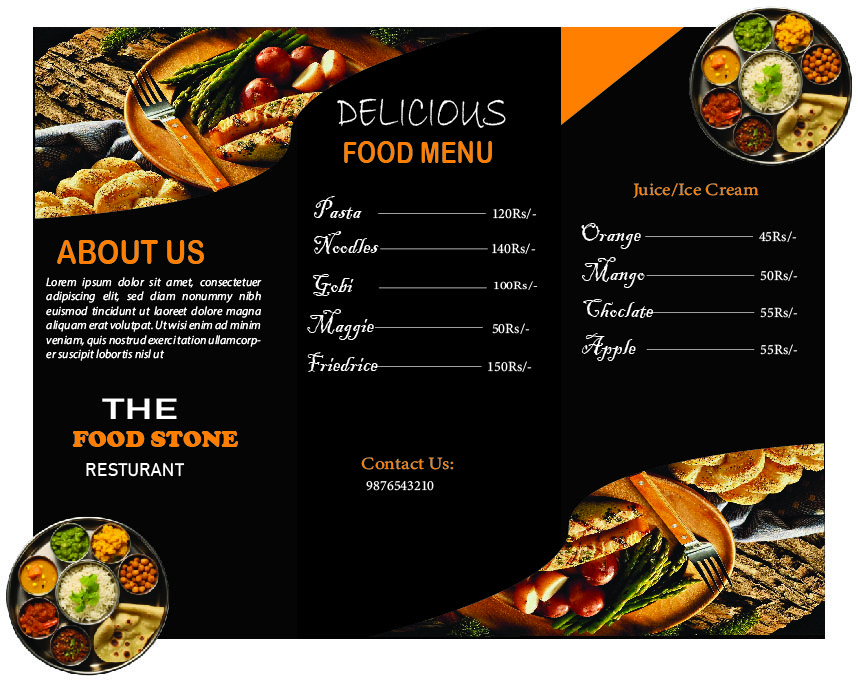 ABOUT US
Lorem ipsum dolor sit amet, consectetuer
adipiscing elit, sed diam nonummy nibh
euismod tincidunt ut laoreet dolore magna
aliquam erat volutpat. Ut wisi enim ad minim
veniam, quis nostrud exerci tation ullamcorp-
er suscipit lobortis nisl ut
THE
FOOD STONE
RESTURANT
DELICIOUS
FOOD MENU
Pasta 120Rs/-
Noodles 140Rs/-
Gobi 100Rs/-
Maggie 50Rs/-
Friedrice 150Rs/-
Contact Us:
9876543210
Juice/Ice Cream
Orange 45Rs/-
Mango 50Rs/-
Choclate 55Rs/-
Apple 55Rs/-